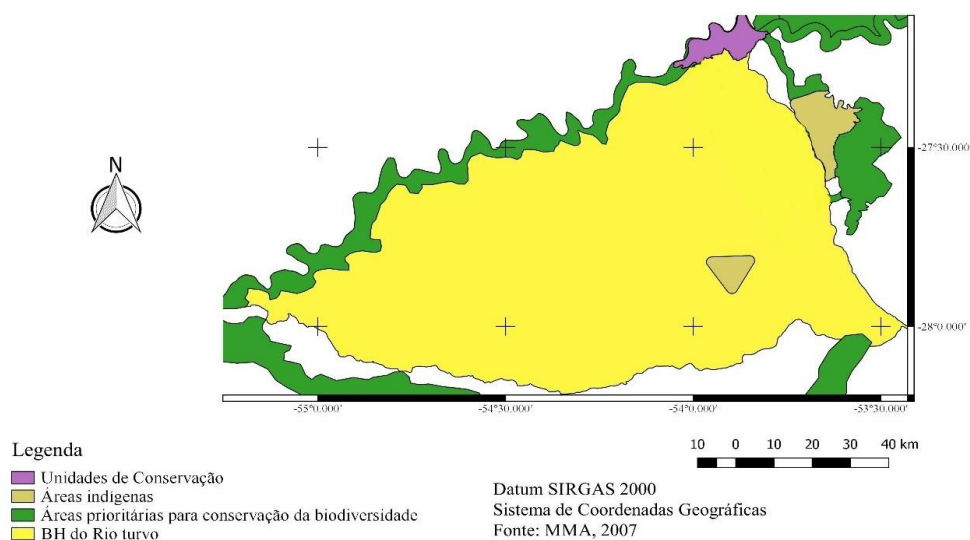 N
-27°30.000'
-28°0.000'
-55°0.000' -54°30.000' -54°0.000' -53°30.000'
Legenda
Unidades de Conservação
Áreas indígenas
Áreas prioritárias para conservação da biodiversidade
BH do Rio turvo
10 0 10 20 30 40 km
Datum SIRGAS 2000
Sistema de Coordenadas Geográficas
Fonte: MMA, 2007